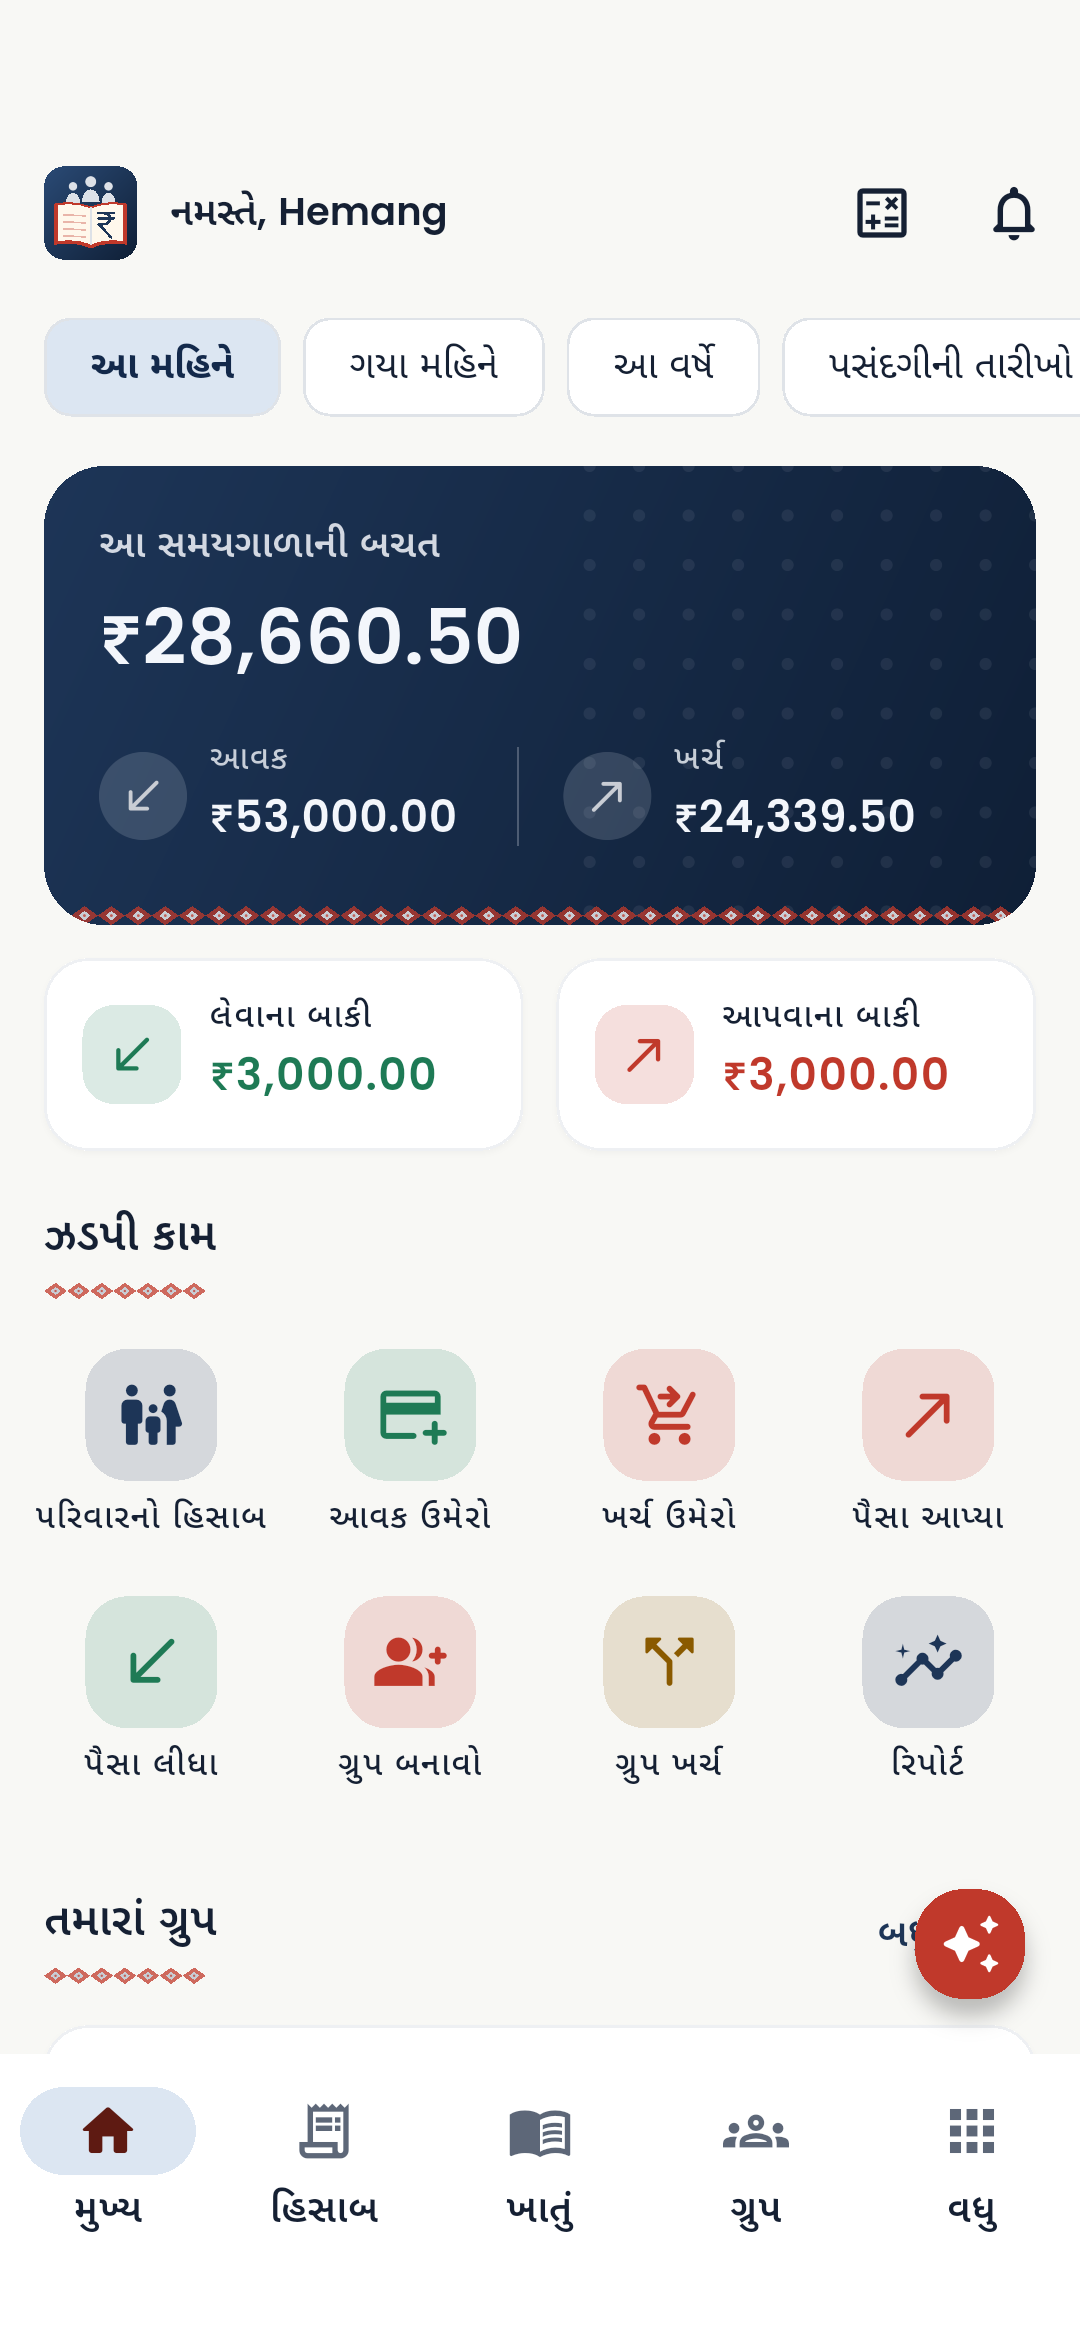 નમસ્તે, Hemang
આ મહિને
ગયા મહિને
આ વર્ષે
પસંદગીની તારીખો
આ સમયગાળાની બચત
₹28,660.50
આવક
₹53,000.00
ખર્ચ
₹24,339.50
લેવાના બાકી
₹3,000.00
આપવાના બાકી
₹3,000.00
ઝડપી કામ
પરિવારનો હિસાબ
આવક ઉમેરો
ખર્ચ ઉમેરો
પૈસા આપ્યા
પૈસા લીધા
ગ્રુપ બનાવો
ગ્રુપ ખર્ચ
રિપોર્ટ
તમારાં ગ્રુપ
મુખ્ય
હિસાબ
ખાતું
ગ્રુપ
વધુ